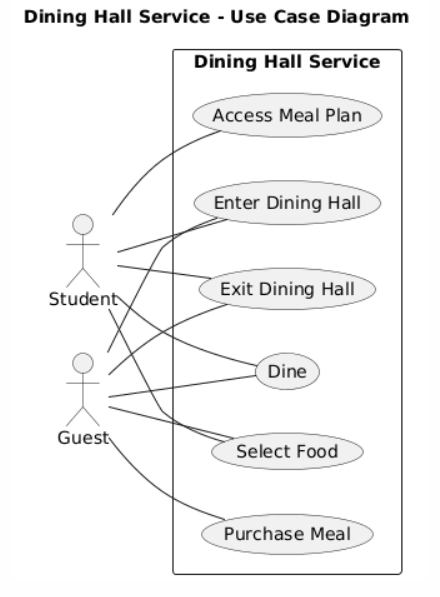 Dining Hall Service - Use Case Diagram
Dining Hall Service
Access Meal Plan
Enter Dining Hall
Student
Exit Dining Hall
Dine
Guest
Select Food
Purchase Meal